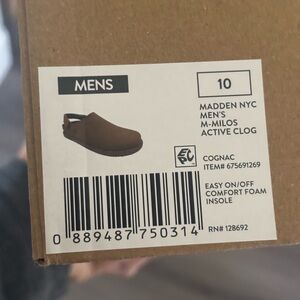 MENS
10
MADDEN NYC
MEN'S
M-MILOS
ACTIVE CLOG
COGNAC
ITEM# 675691269
EASY ON/OFF
COMFORT FOAM
INSOLE
RN# 128692
0 889487 750314